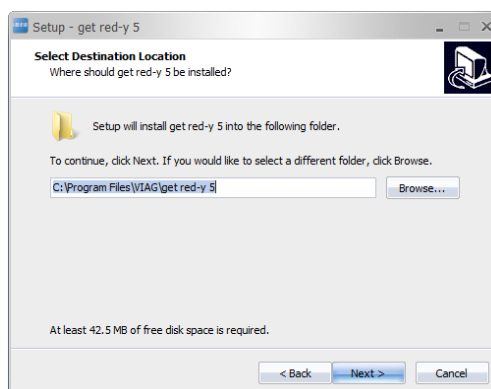 Setup - get red-y 5
Select Destination Location
Where should get red-y 5 be installed?
Setup will install get red-y 5 into the following folder.
To continue, click Next. If you would like to select a different folder, click Browse.
C:\Program Files\VIAG\get red-y 5
Browse...
At least 42.5 MB of free disk space is required.
< Back
Next >
Cancel